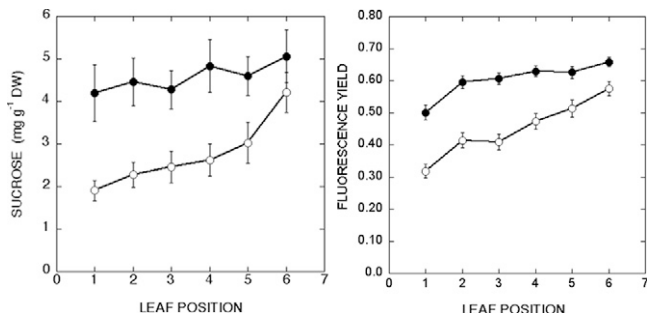 SUCROSE (mg g-1 DW)
6
5
4
3
2
1
0
0 1 2 3 4 5 6 7
LEAF POSITION
FLUORESCENCE YIELD
0.80
0.70
0.60
0.50
0.40
0.30
0.20
0.10
0.00
0 1 2 3 4 5 6 7
LEAF POSITION